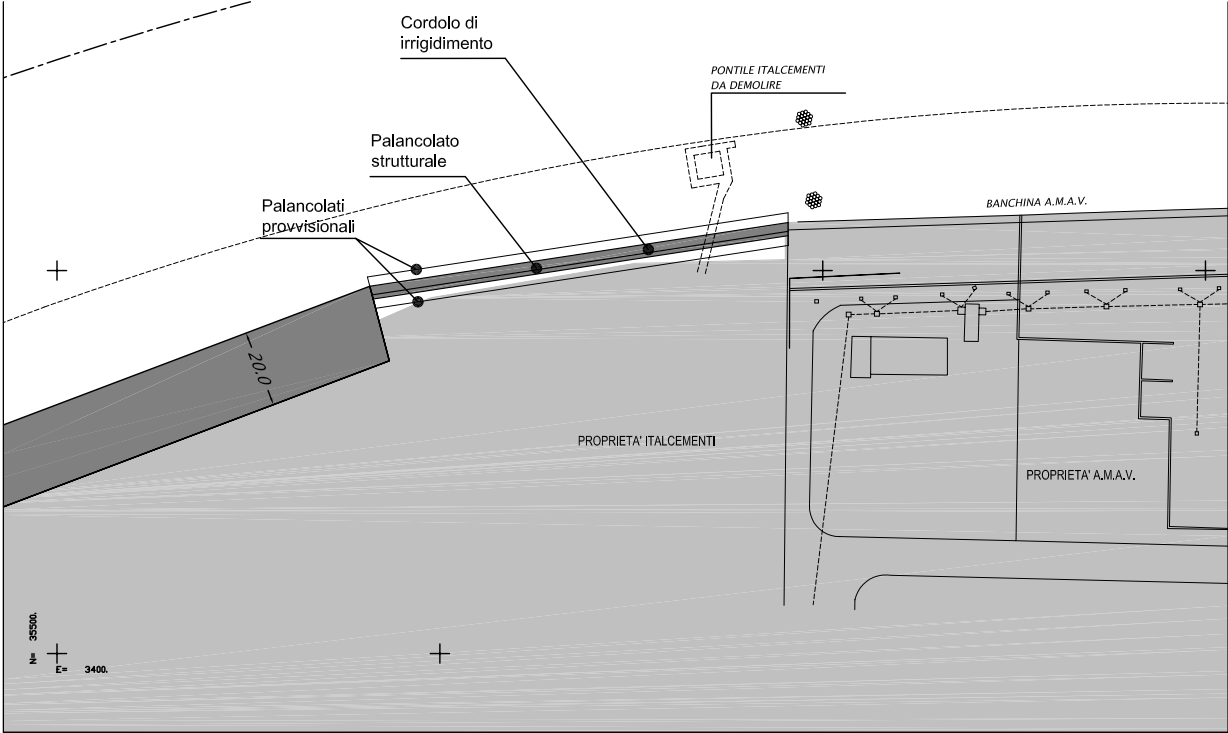 Cordolo di
irrigidimento
PONTILE ITALCEMENTI
DA DEMOLIRE
Palancolato
strutturale
Palancolati
provvisionali
BANCHINA A.M.A.V.
20.0
PROPRIETA' ITALCEMENTI
PROPRIETA' A.M.A.V.
N= 35500.
E= 3400.